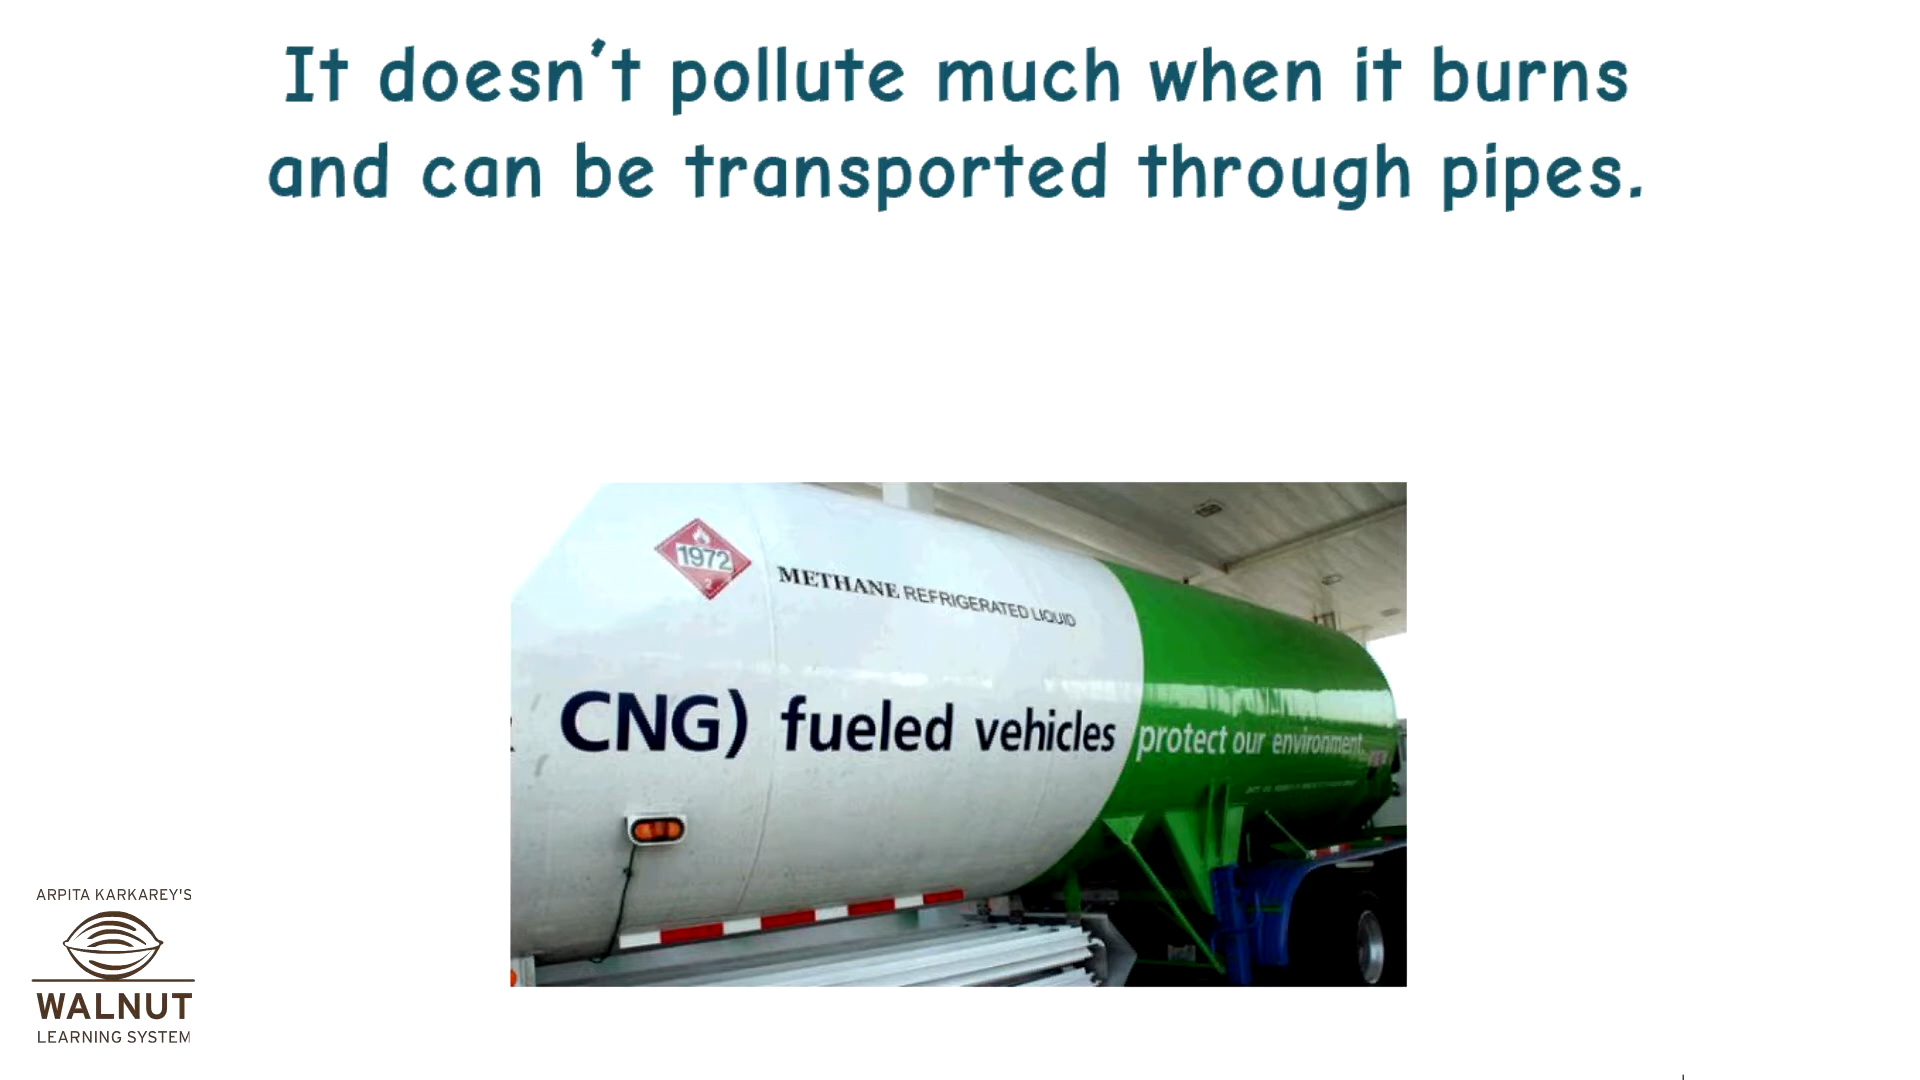 It doesn't pollute much when it burns
and can be transported through pipes.
1972
2
METHANE REFRIGERATED LIQUID
CNG) fueled vehicles protect our environment.
ARPITA KARKAREY'S
WALNUT
LEARNING SYSTEM